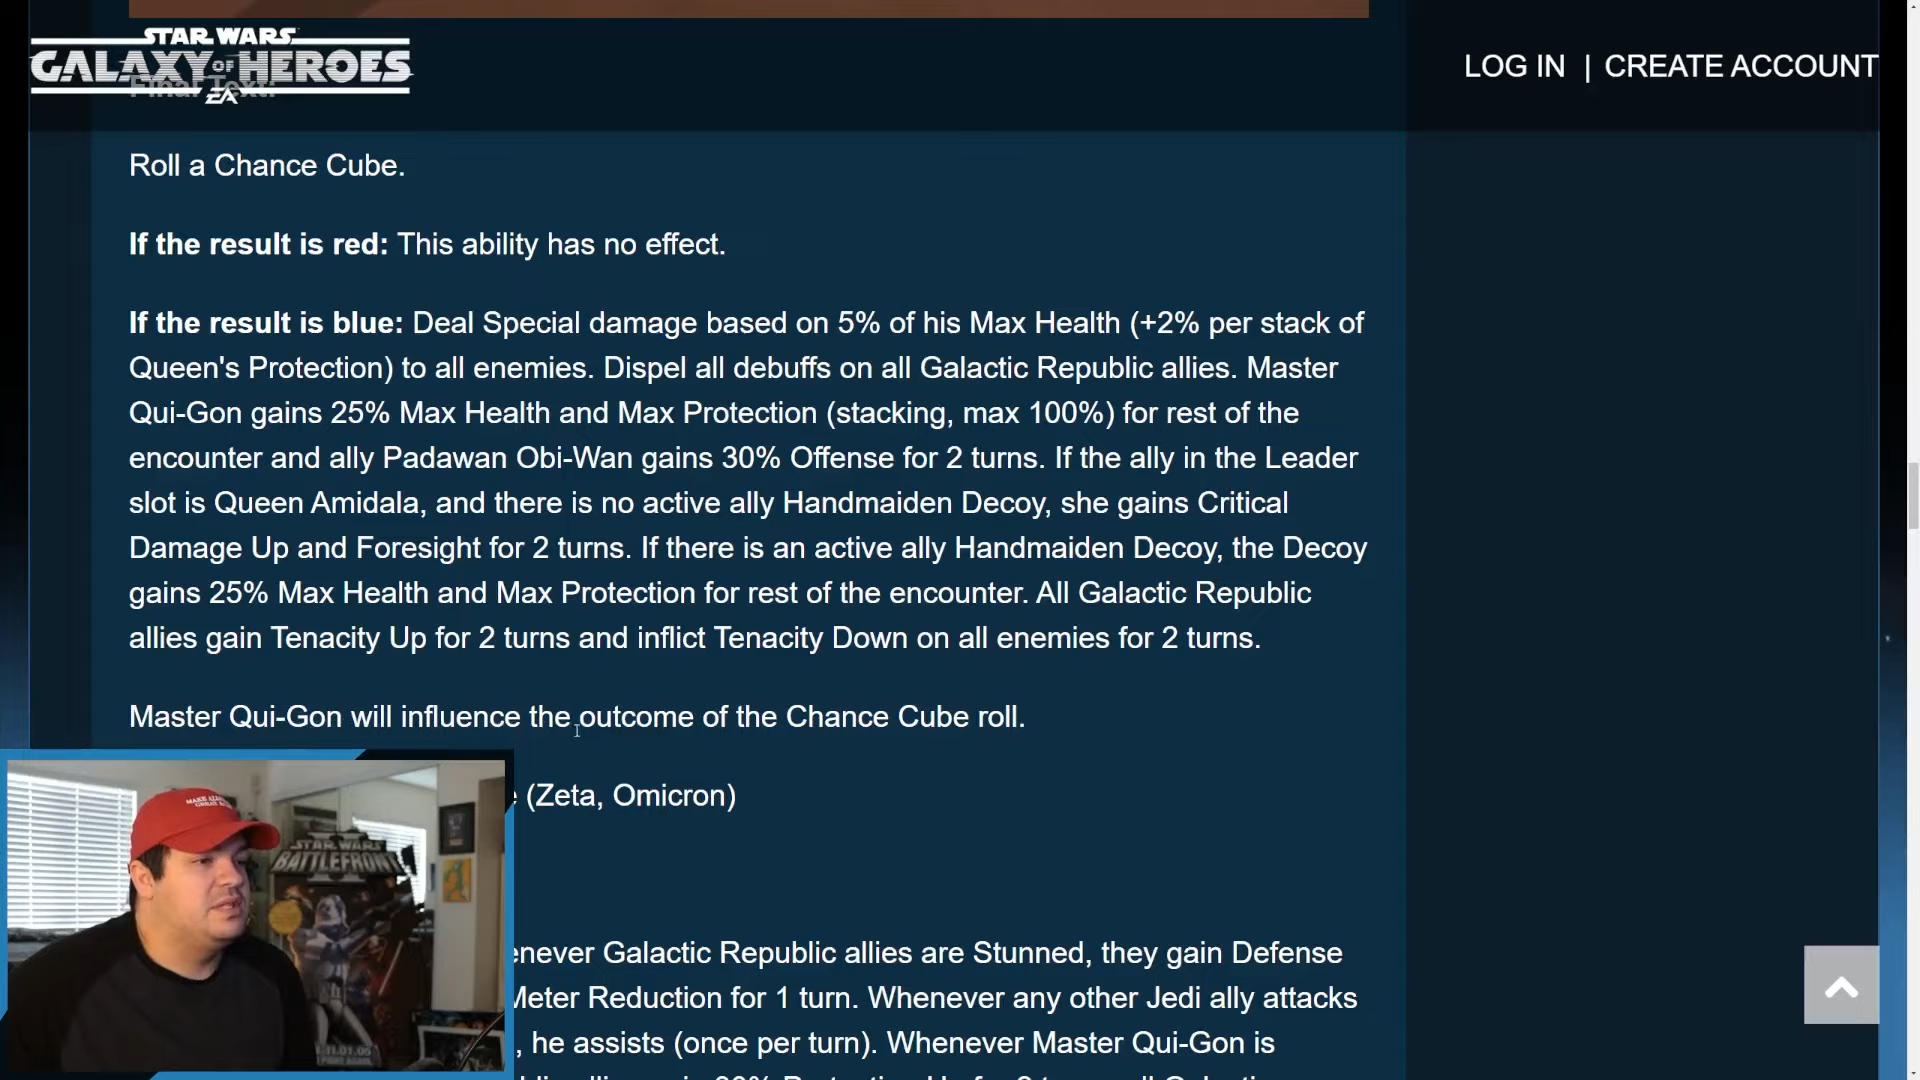 STAR WARS
GALAXY OF HEROES
EA
Final Text:
LOG IN | CREATE ACCOUNT
Roll a Chance Cube.
If the result is red: This ability has no effect.
If the result is blue: Deal Special damage based on 5% of his Max Health (+2% per stack of
Queen's Protection) to all enemies. Dispel all debuffs on all Galactic Republic allies. Master
Qui-Gon gains 25% Max Health and Max Protection (stacking, max 100%) for rest of the
encounter and ally Padawan Obi-Wan gains 30% Offense for 2 turns. If the ally in the Leader
slot is Queen Amidala, and there is no active ally Handmaiden Decoy, she gains Critical
Damage Up and Foresight for 2 turns. If there is an active ally Handmaiden Decoy, the Decoy
gains 25% Max Health and Max Protection for rest of the encounter. All Galactic Republic
allies gain Tenacity Up for 2 turns and inflict Tenacity Down on all enemies for 2 turns.
Master Qui-Gon will influence the outcome of the Chance Cube roll.
(Zeta, Omicron)
enever Galactic Republic allies are Stunned, they gain Defense
Meter Reduction for 1 turn. Whenever any other Jedi ally attacks
, he assists (once per turn). Whenever Master Qui-Gon is
STAR WARS
BATTLEFRONT
11.01.05